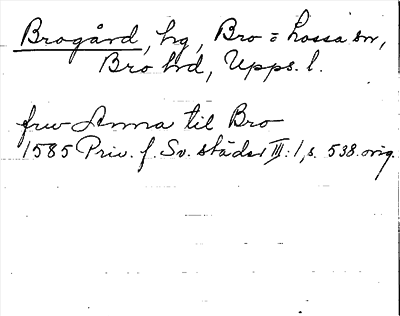 Brogård, hg, Bro = Lossa sn,
Bro hd, Upps. l.
fru Anna til Bro
1585 Priv. f. Sv. städer III:1, s. 538. orig.